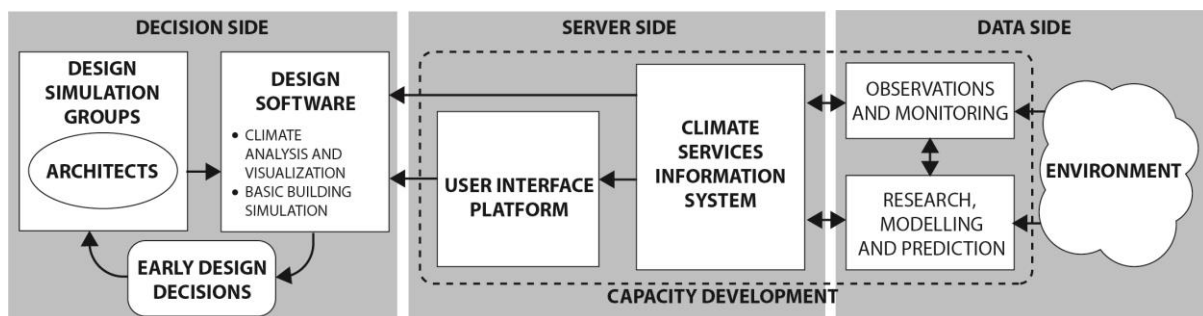 DECISION SIDE
DESIGN
SIMULATION
GROUPS
ARCHITECTS
DESIGN
SOFTWARE
• CLIMATE
ANALYSIS AND
VISUALIZATION
• BASIC BUILDING
SIMULATION
EARLY DESIGN
DECISIONS
SERVER SIDE
USER INTERFACE
PLATFORM
CLIMATE
SERVICES
INFORMATION
SYSTEM
CAPACITY DEVELOPMENT
DATA SIDE
OBSERVATIONS
AND MONITORING
RESEARCH,
MODELLING
AND PREDICTION
ENVIRONMENT